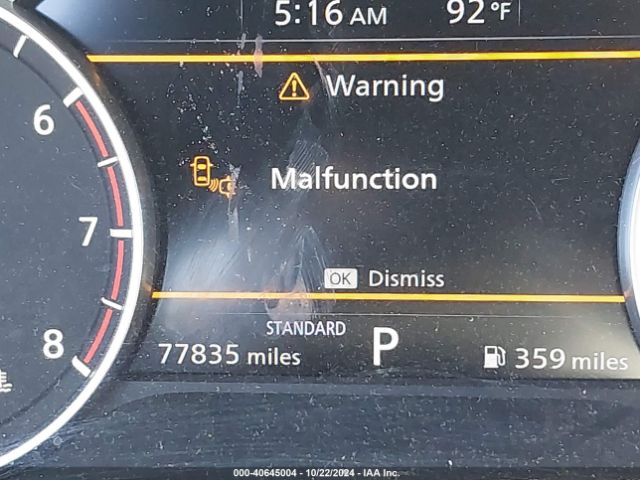 5:16 AM 92 °F
Warning
6
Malfunction
7
OK Dismiss
STANDARD
8 77835 miles P 359 miles
000-40645004 - 10/22/2024 - IAA Inc.